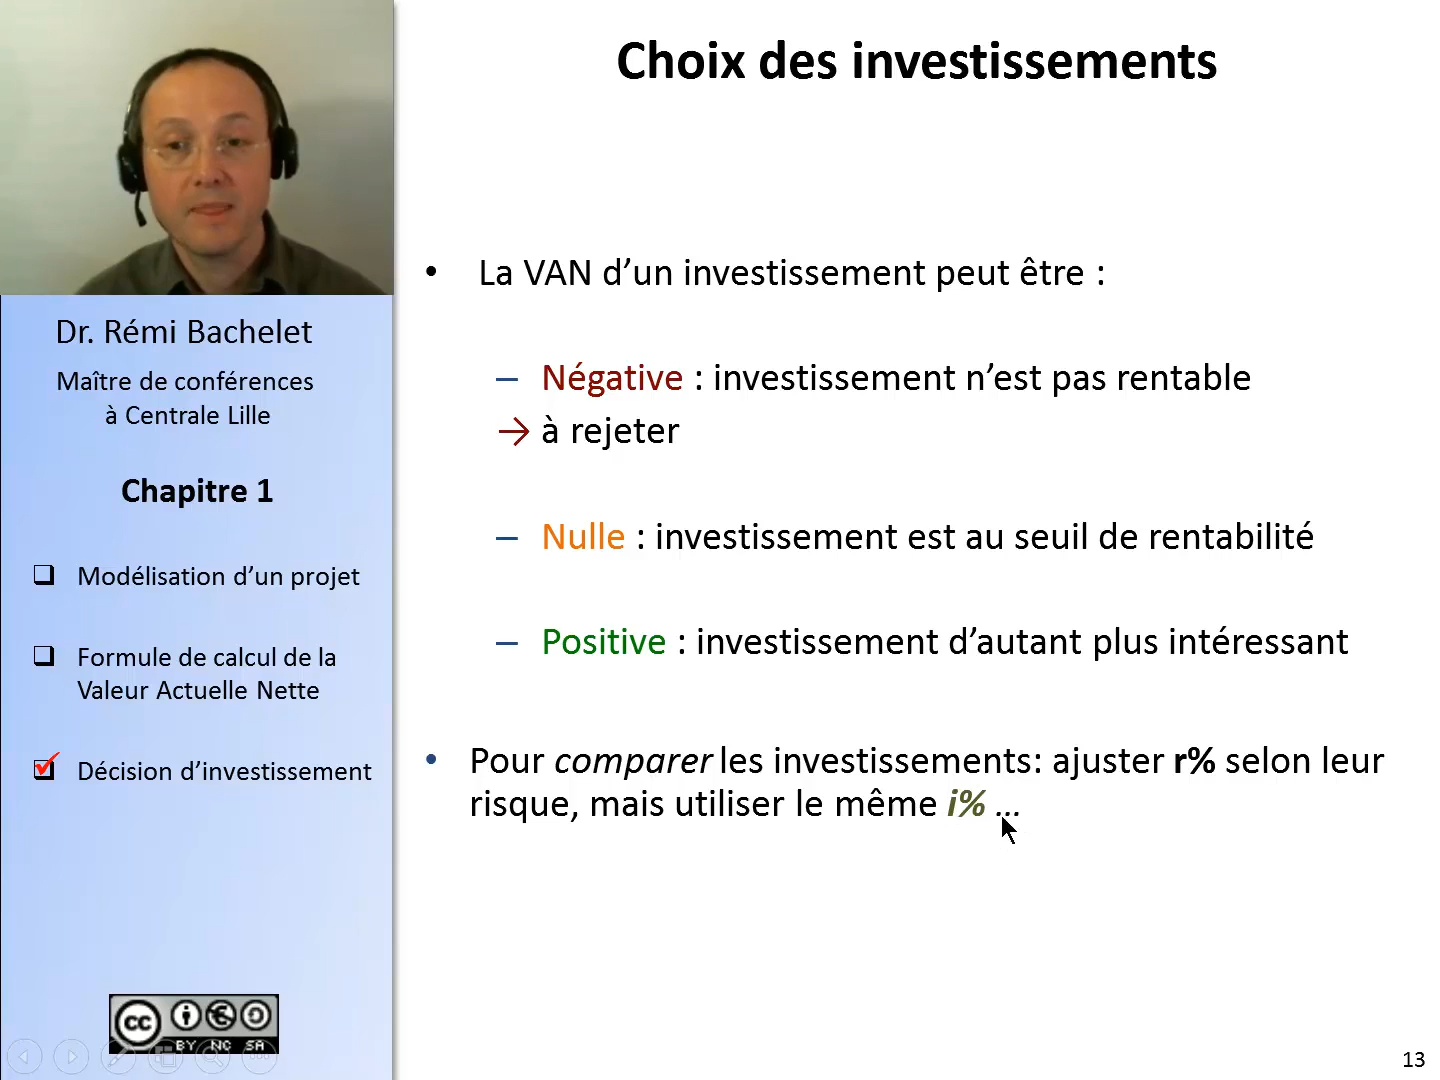 Choix des investissements
Dr. Rémi Bachelet
Maître de conférences
à Centrale Lille
Chapitre 1
❑ Modélisation d’un projet
❑ Formule de calcul de la
Valeur Actuelle Nette
❑ Décision d’investissement
cc
BY NC SA
• La VAN d’un investissement peut être :
– Négative : investissement n’est pas rentable
→ à rejeter
– Nulle : investissement est au seuil de rentabilité
– Positive : investissement d’autant plus intéressant
• Pour comparer les investissements: ajuster r% selon leur
risque, mais utiliser le même i% ...
13